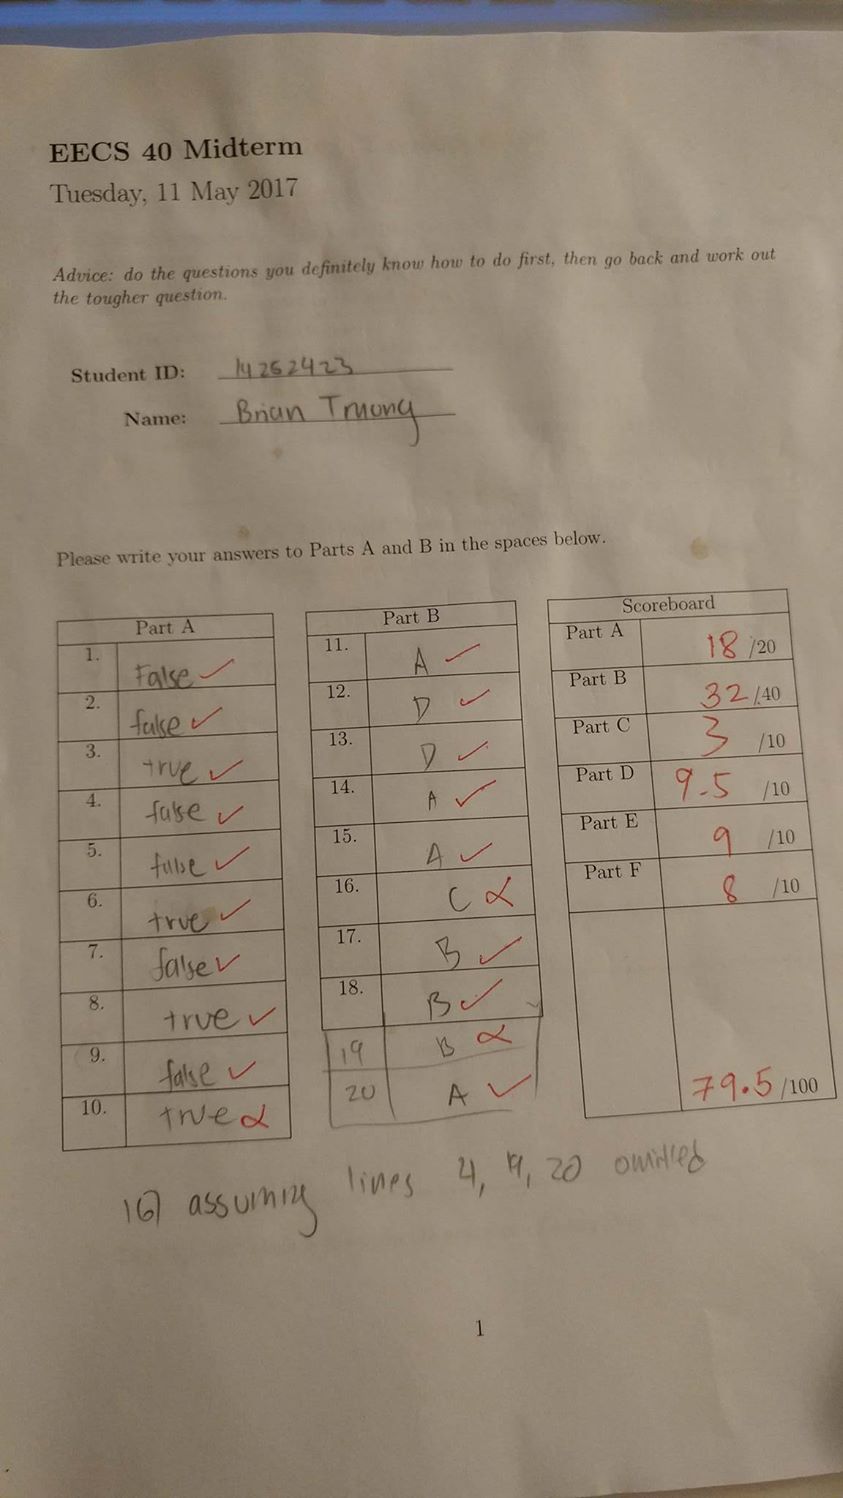 EECS 40 Midterm
Tuesday, 11 May 2017
Advice: do the questions you definitely know how to do first, then go back and work out
the tougher question.
Student ID: 14262423
Name: Brian Truong
Please write your answers to Parts A and B in the spaces below.
Part A
1. False ✓
2. false ✓
3. true ✓
4. false ✓
5. false ✓
6. true ✓
7. false ✓
8. true ✓
9. false ✓
10. true
Part B
11. A ✓
12. D ✓
13. D ✓
14. A ✓
15. A ✓
16. C
17. B ✓
18. B ✓
19 B
20 A ✓
Scoreboard
Part A 18 /20
Part B 32 /40
Part C 3 /10
Part D 9.5 /10
Part E 9 /10
Part F 8 /10
79.5 /100
16) assuming lines 4, 20 omitted
1